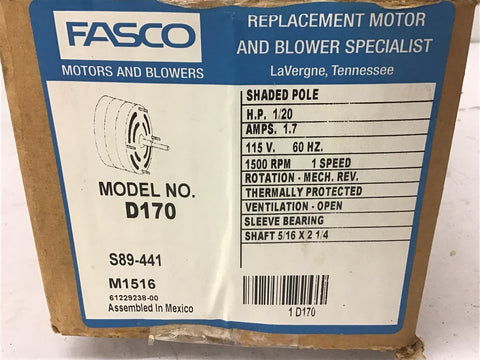 FASCO
MOTORS AND BLOWERS
REPLACEMENT MOTOR
AND BLOWER SPECIALIST
LaVergne, Tennessee
MODEL NO.
D170
S89-441
M1516
61229238-00
Assembled In Mexico
SHADED POLE
H.P. 1/20
AMPS. 1.7
115 V. 60 HZ.
1500 RPM 1 SPEED
ROTATION - MECH. REV.
THERMALLY PROTECTED
VENTILATION - OPEN
SLEEVE BEARING
SHAFT 5/16 X 2 1/4
1 D170